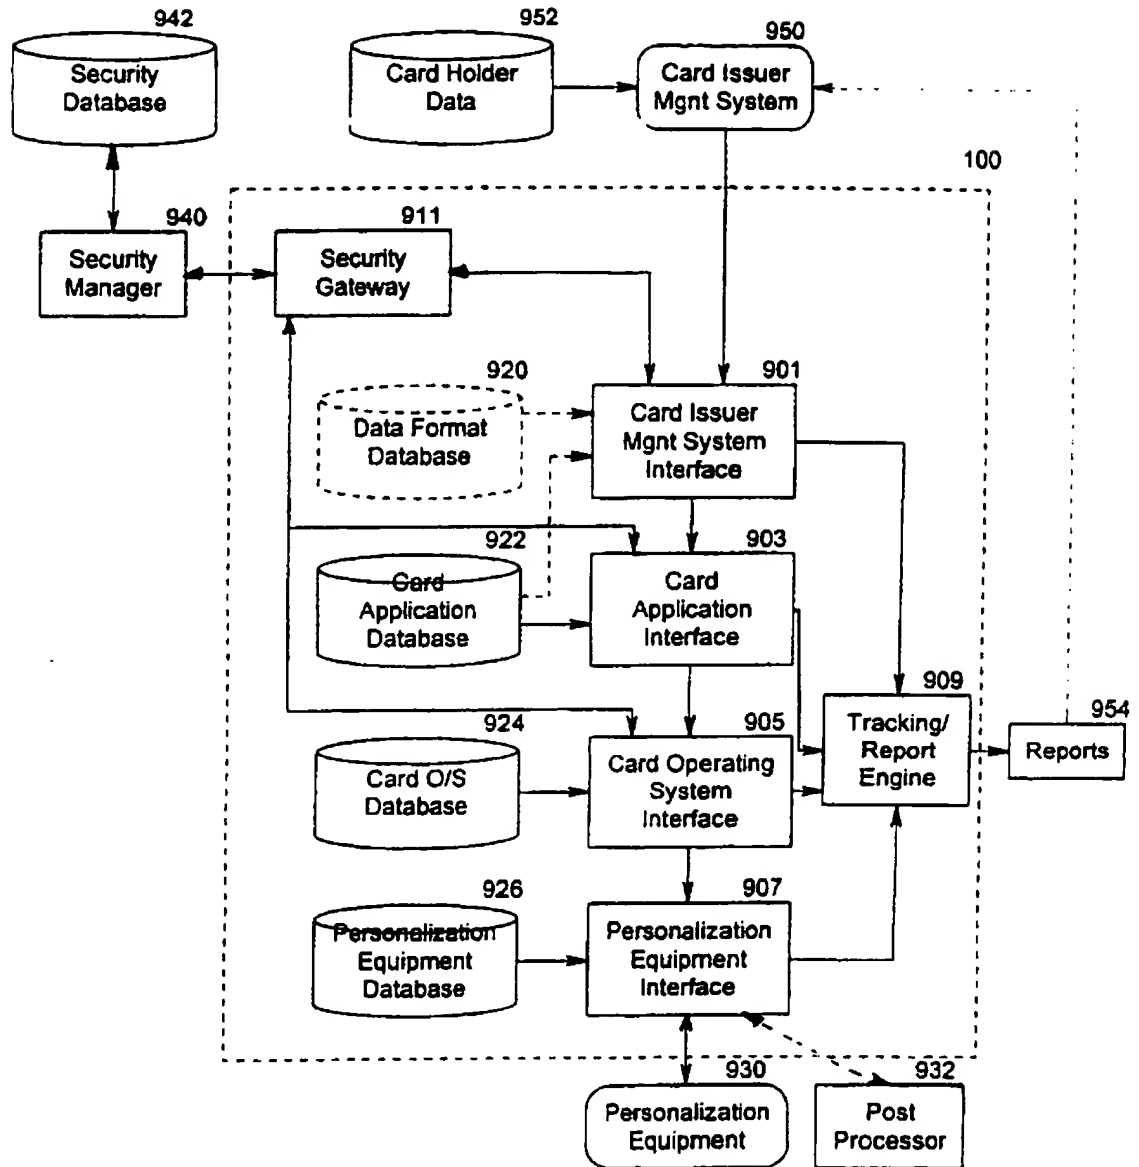 942
Security
Database
952
Card Holder
Data
950
Card Issuer
Mgnt System
100
940
Security
Manager
911
Security
Gateway
920
Data Format
Database
901
Card Issuer
Mgnt System
Interface
922
Card
Application
Database
903
Card
Application
Interface
924
Card O/S
Database
905
Card Operating
System
Interface
909
Tracking/
Report
Engine
954
Reports
926
Personalization
Equipment
Database
907
Personalization
Equipment
Interface
930
Personalization
Equipment
932
Post
Processor